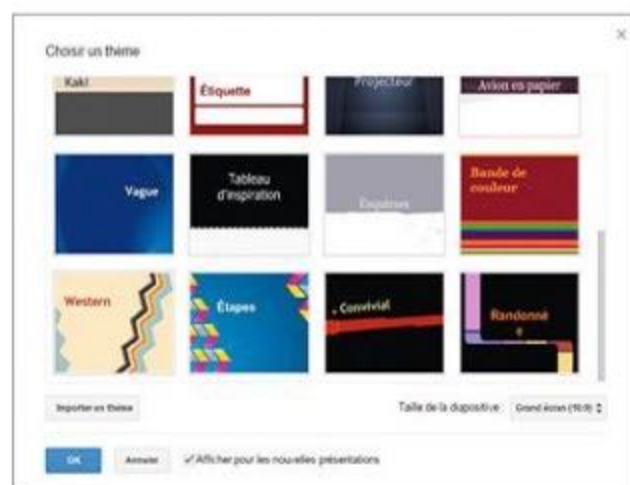 Choisir un thème
Kaki
Étiquette
Projecteur
Avion en papier
Vague
Tableau
d'inspiration
Esquisses
Bande de
couleur
Western
Étapes
Convivial
Randonné
e
Importer un thème
Taille de la diapositive
Grand écran (16:9)
OK
Annuler
Afficher pour les nouvelles présentations